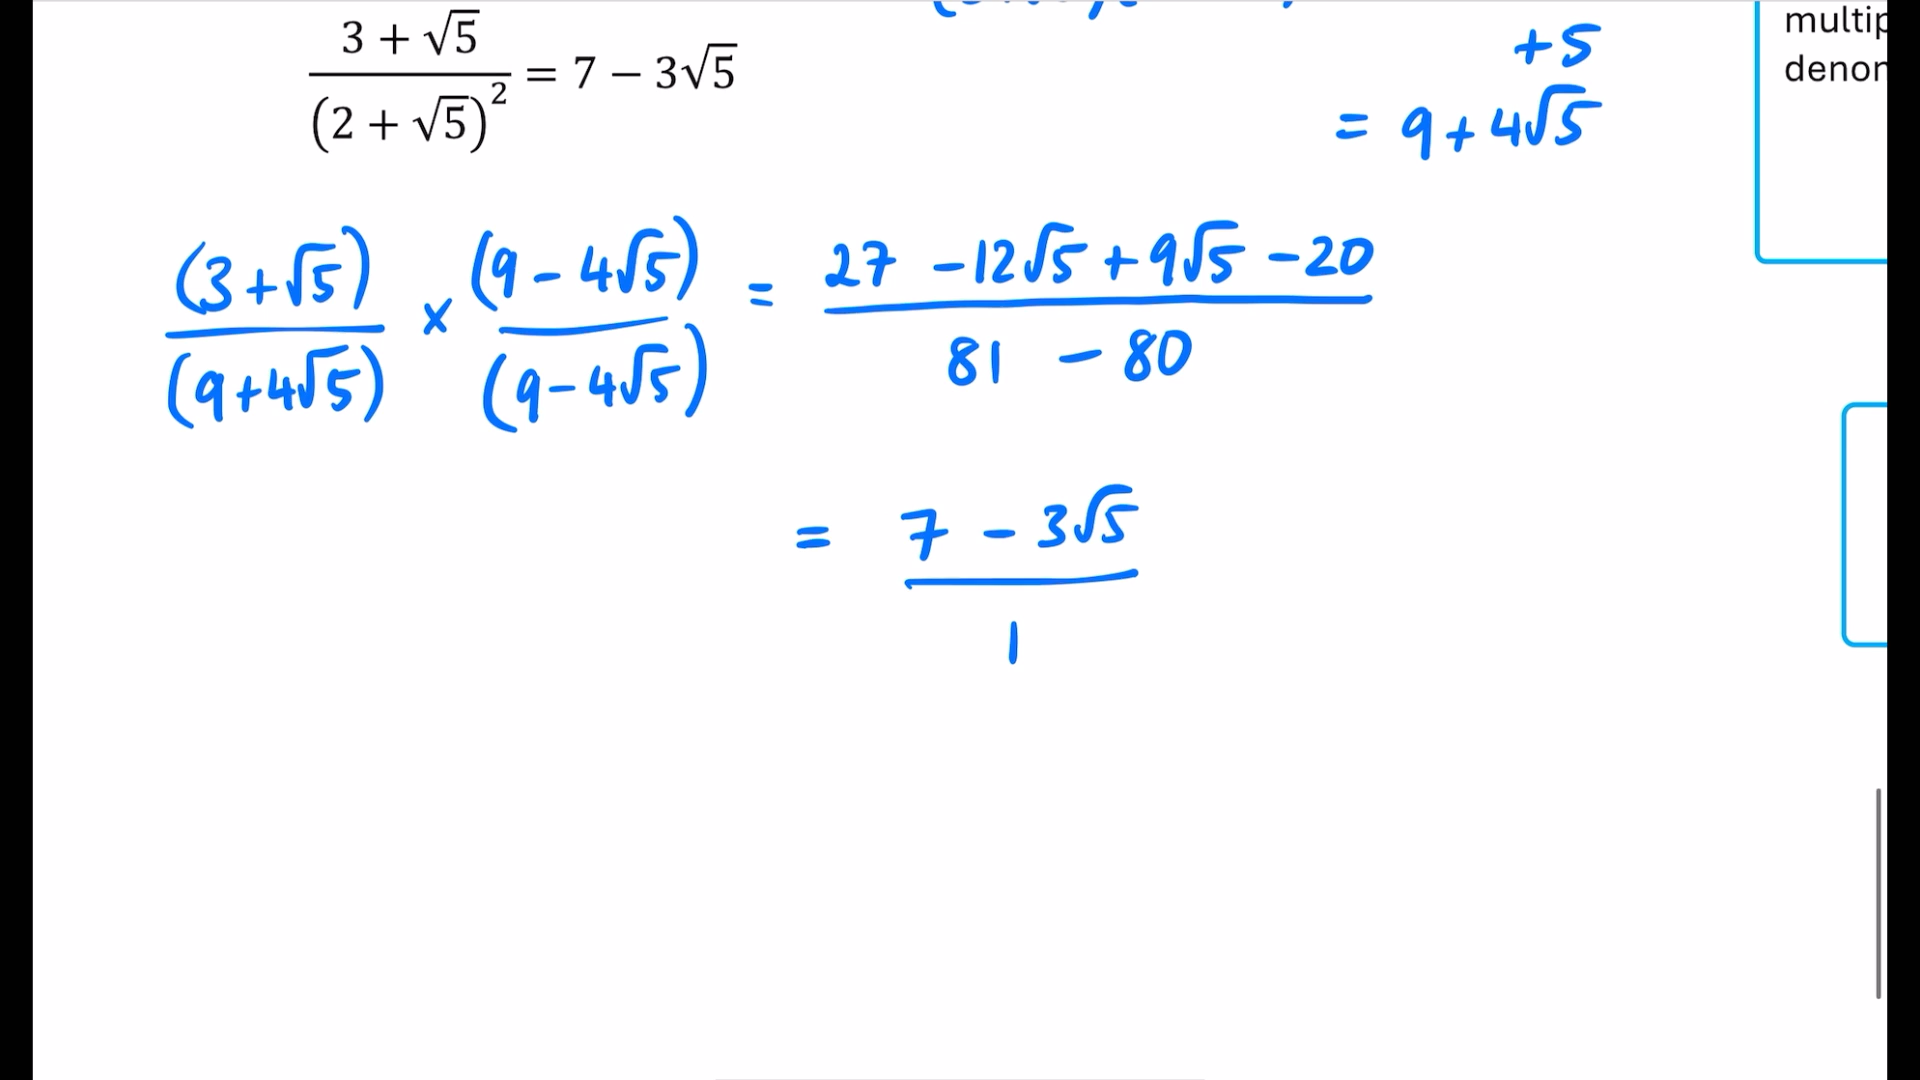 (3 + √5) / (2 + √5)² = 7 − 3√5
+5
= 9 + 4√5
multip
denon
(3 + √5) / (9 + 4√5) × (9 − 4√5) / (9 − 4√5) = (27 − 12√5 + 9√5 − 20) / (81 − 80)
= (7 − 3√5) / 1